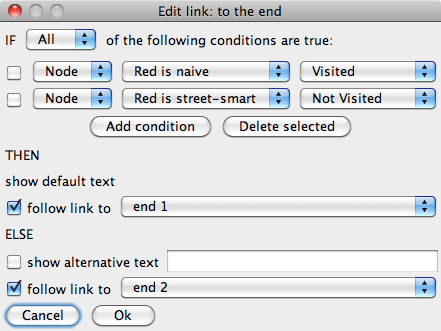 Edit link: to the end
IF All of the following conditions are true:
Node Red is naive Visited
Node Red is street-smart Not Visited
Add condition Delete selected
THEN
show default text
follow link to end 1
ELSE
show alternative text
follow link to end 2
Cancel Ok